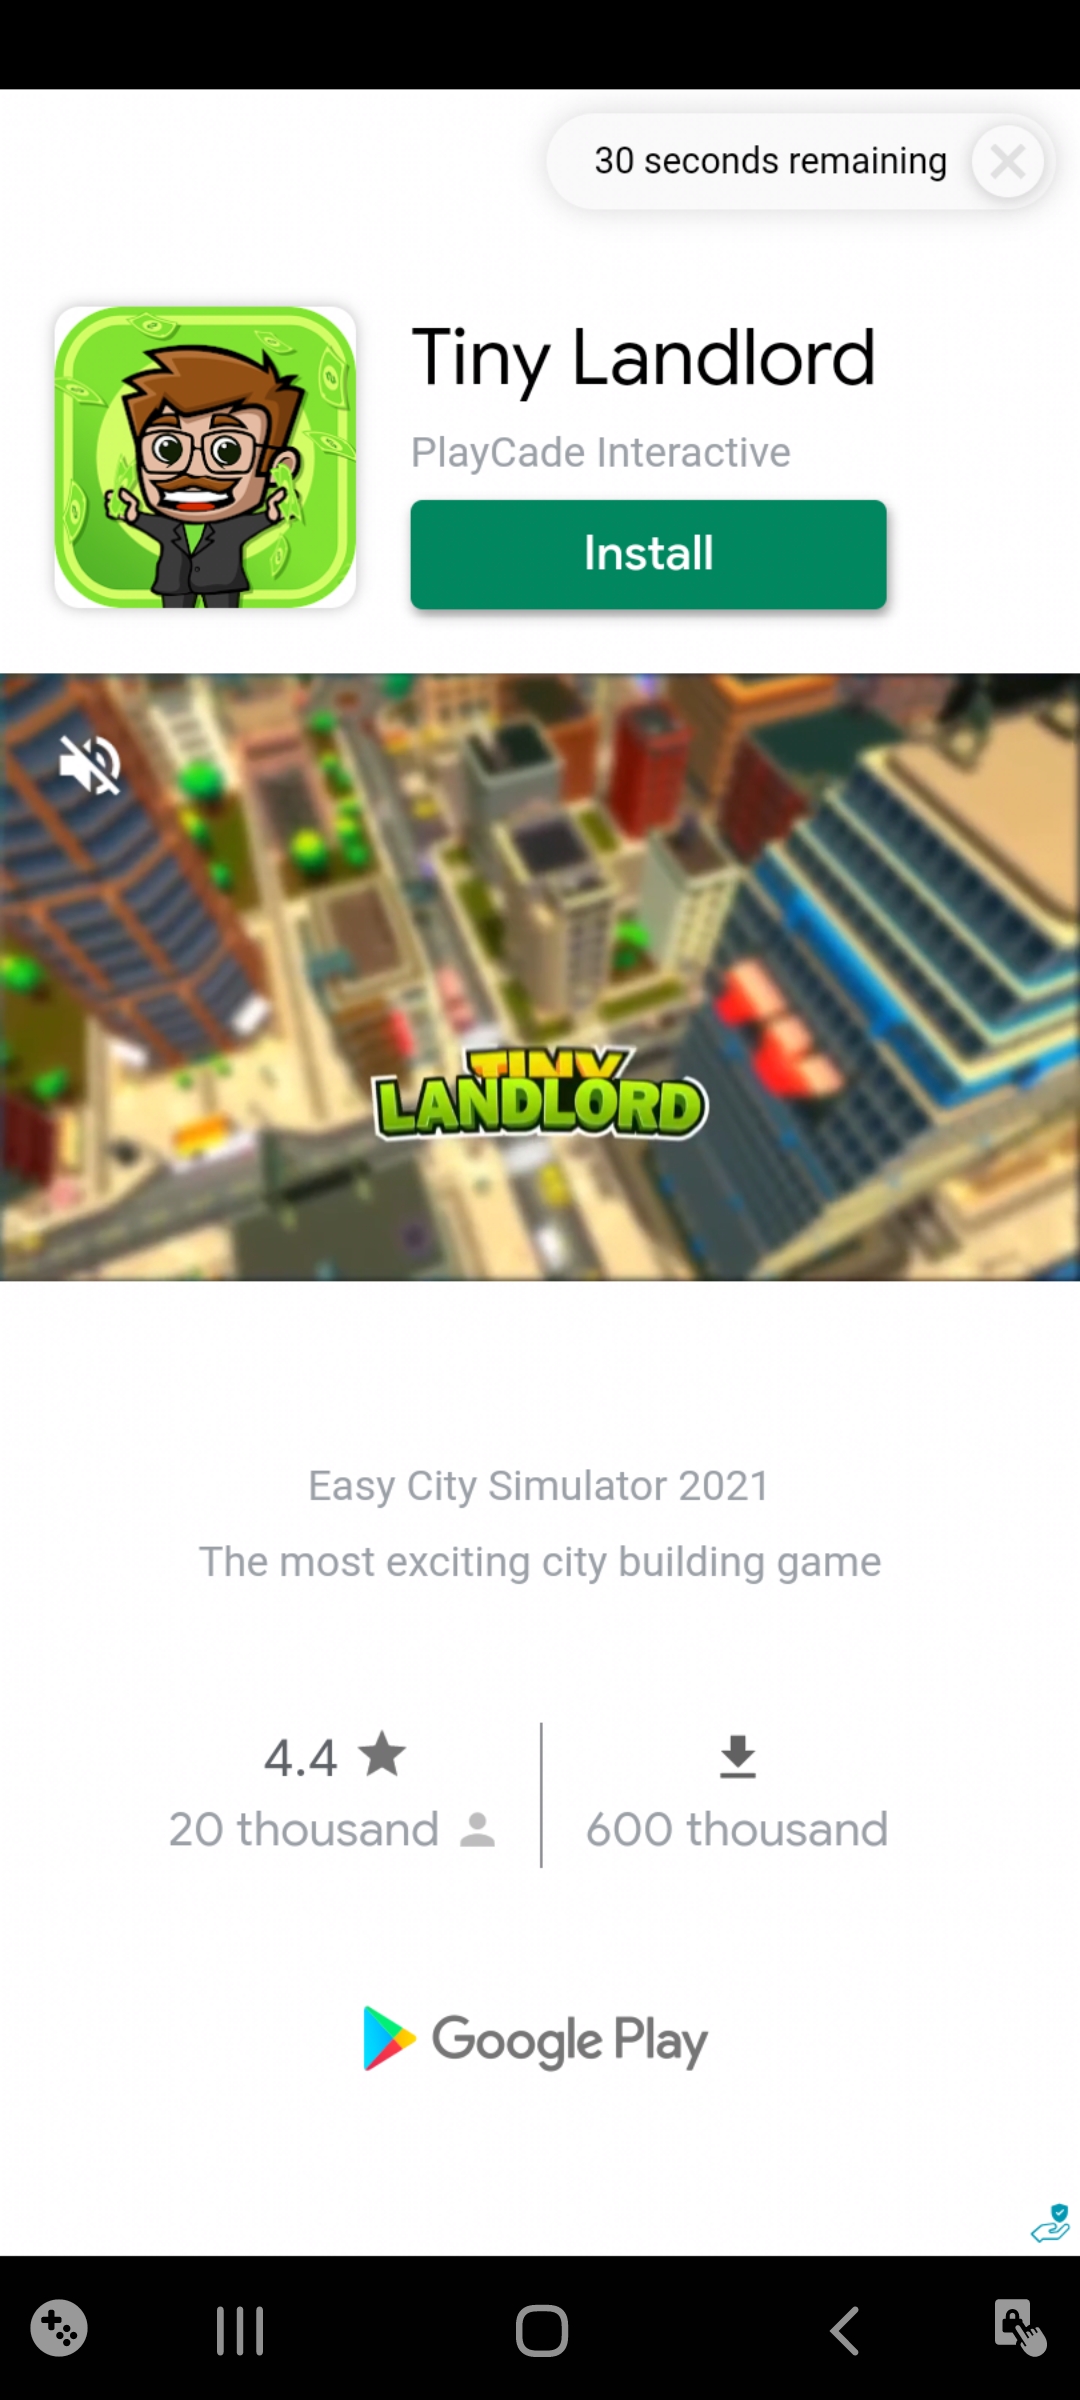 30 seconds remaining
Tiny Landlord
PlayCade Interactive
Install
TINY
LANDLORD
Easy City Simulator 2021
The most exciting city building game
4.4
20 thousand
600 thousand
Google Play